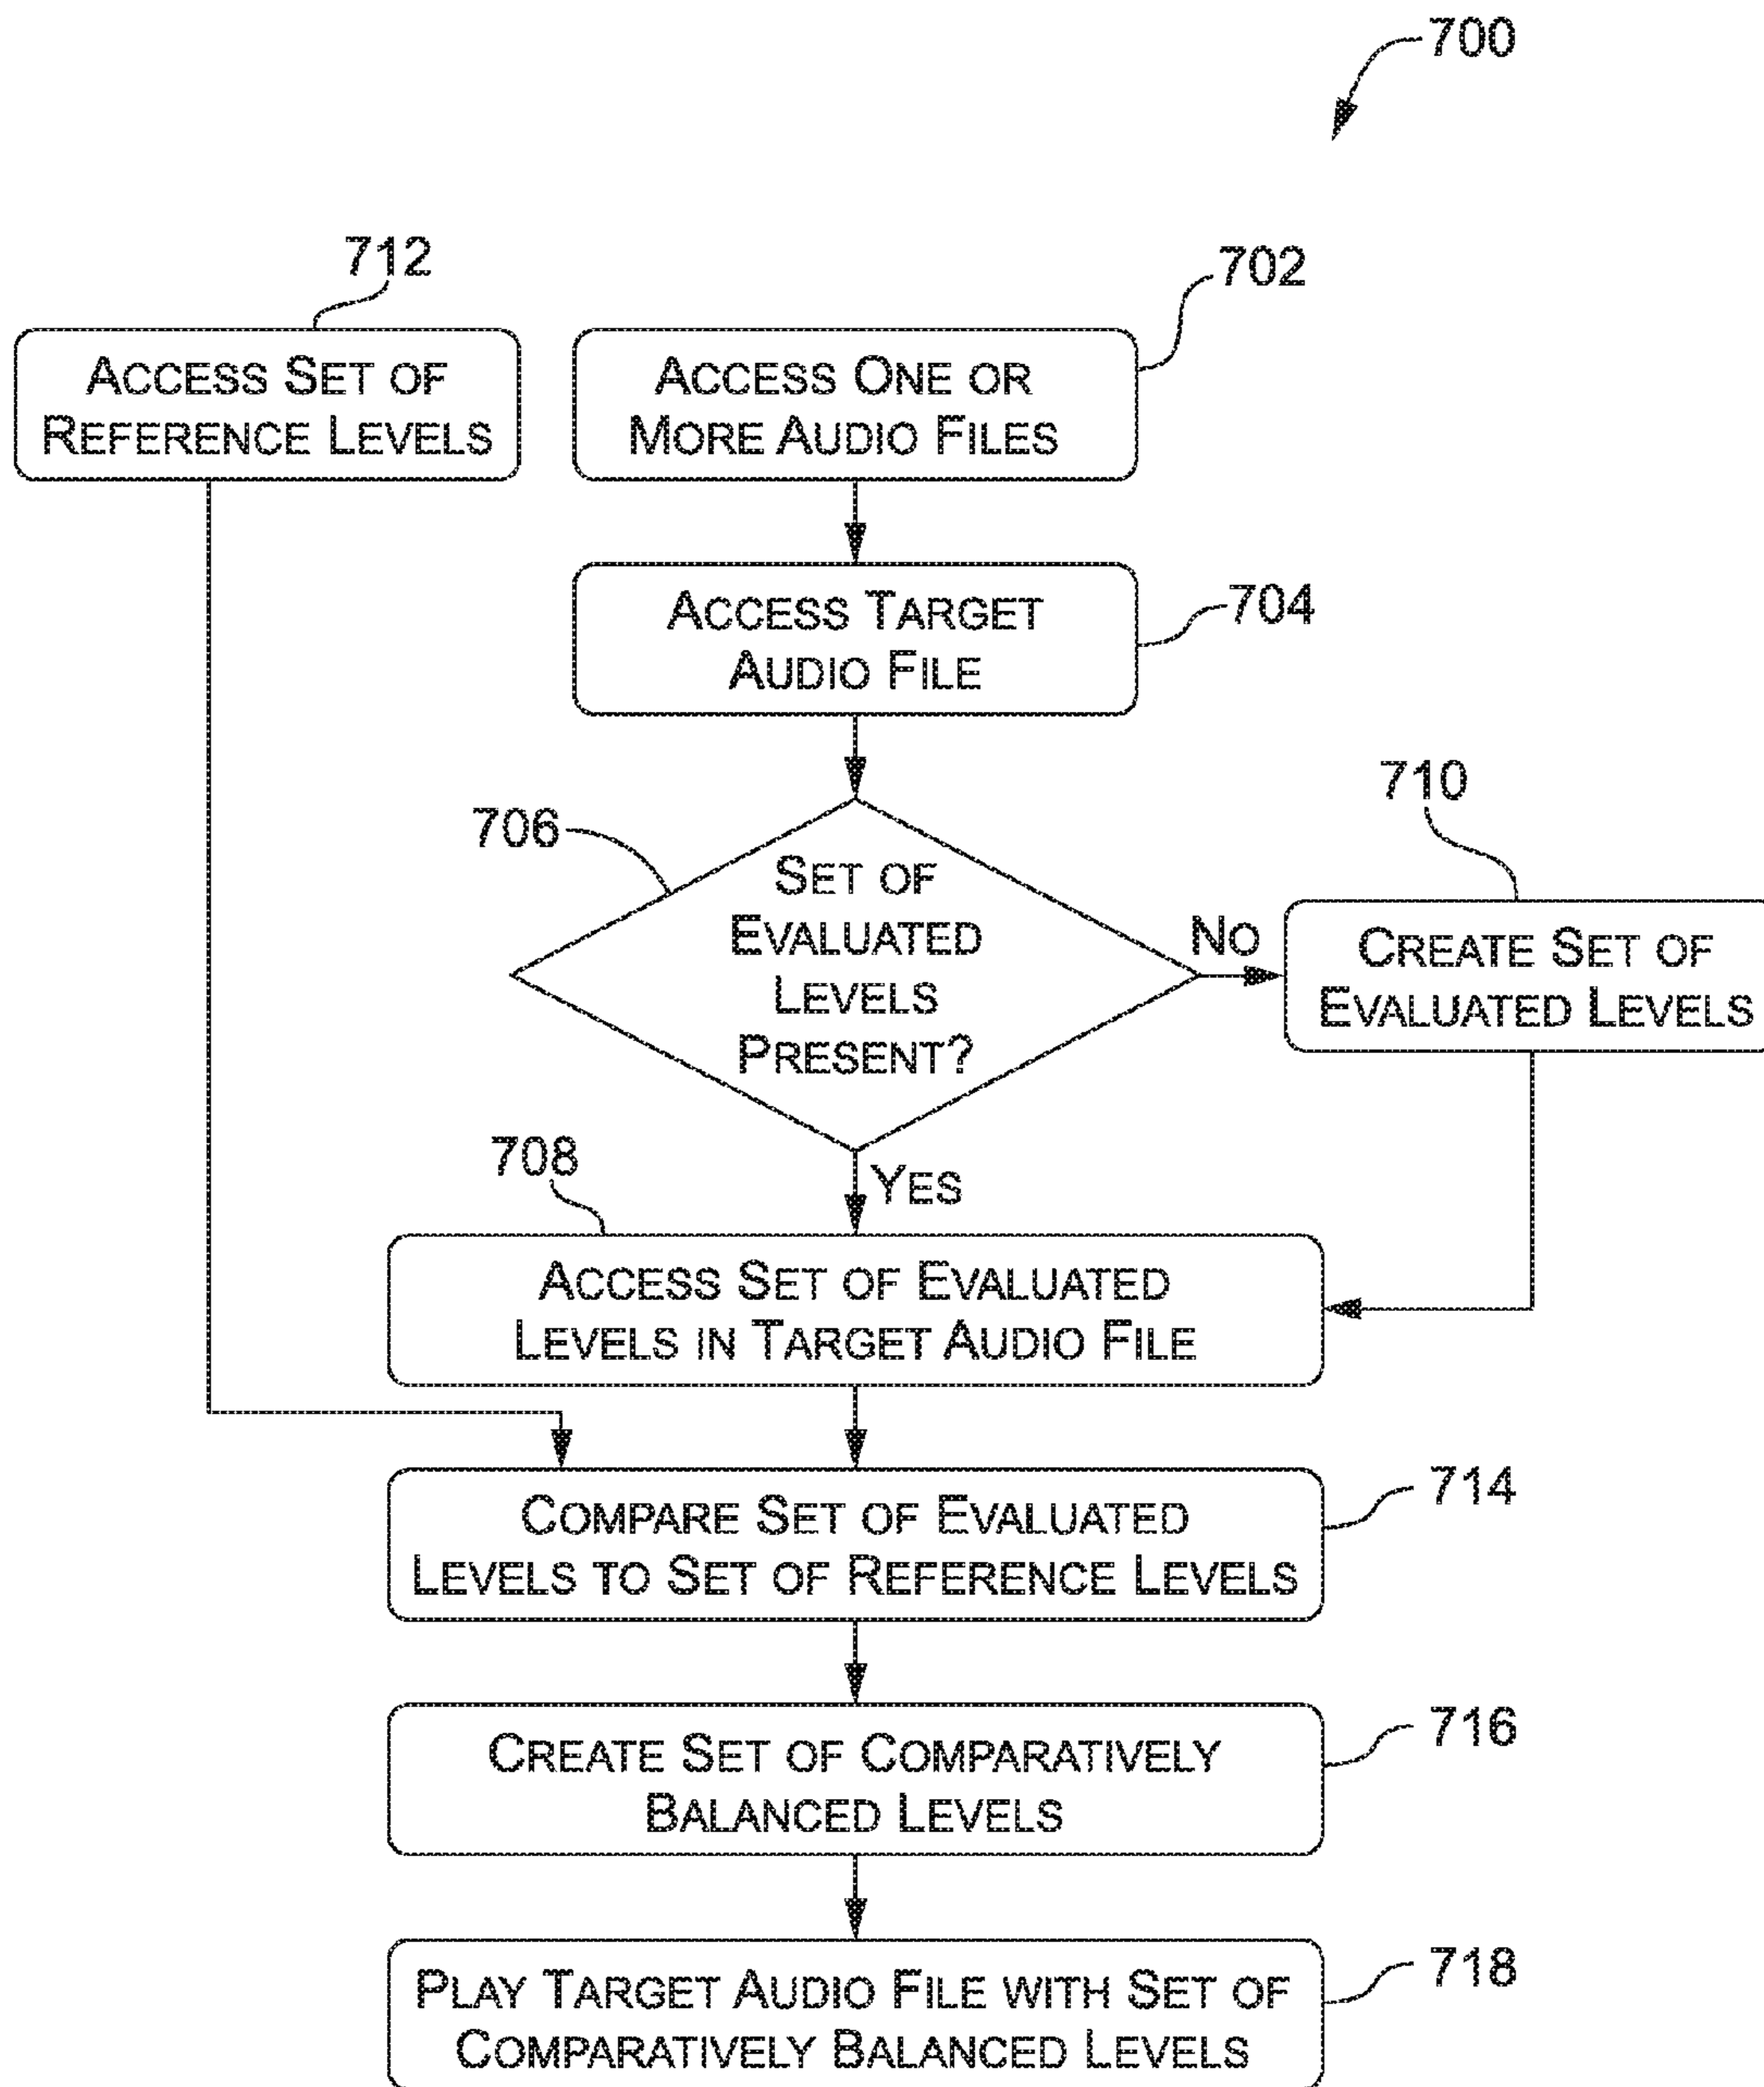 700
712
702
ACCESS SET OF
REFERENCE LEVELS
ACCESS ONE OR
MORE AUDIO FILES
ACCESS TARGET
AUDIO FILE
704
706
SET OF
EVALUATED
LEVELS
PRESENT?
NO
710
CREATE SET OF
EVALUATED LEVELS
708
YES
ACCESS SET OF EVALUATED
LEVELS IN TARGET AUDIO FILE
COMPARE SET OF EVALUATED
LEVELS TO SET OF REFERENCE LEVELS
714
CREATE SET OF COMPARATIVELY
BALANCED LEVELS
716
PLAY TARGET AUDIO FILE WITH SET OF
COMPARATIVELY BALANCED LEVELS
718